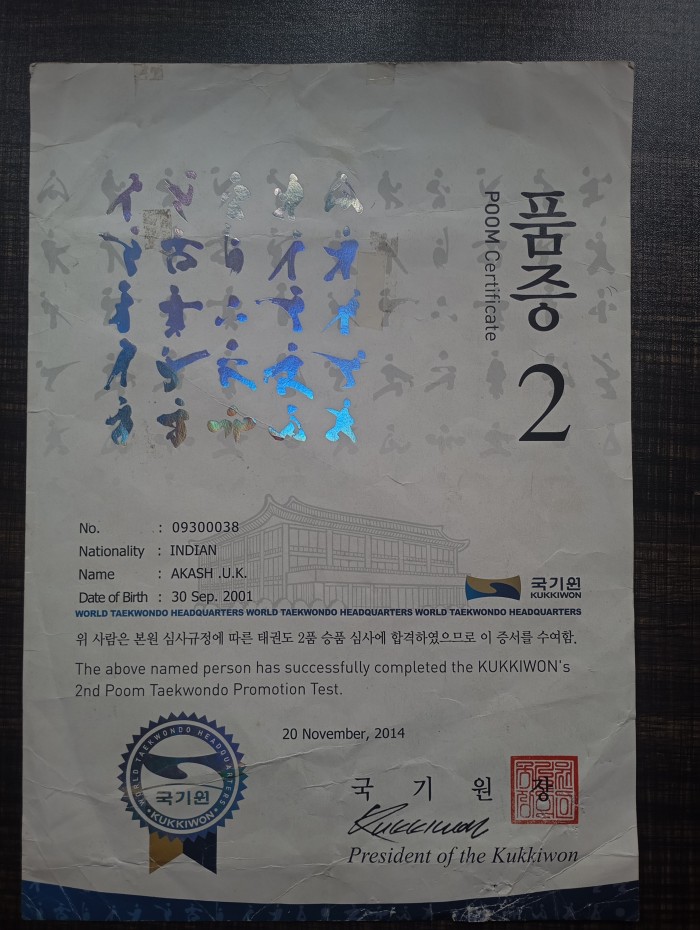 품증
POOM Certificate
2
No. : 09300038
Nationality : INDIAN
Name : AKASH .U.K.
Date of Birth : 30 Sep. 2001
국기원
KUKKIWON
WORLD TAEKWONDO HEADQUARTERS WORLD TAEKWONDO HEADQUARTERS WORLD TAEKWONDO HEADQUARTERS
위 사람은 본원 심사규정에 따른 태권도 2품 승품 심사에 합격하였으므로 이 증서를 수여함.
The above named person has successfully completed the KUKKIWON's
2nd Poom Taekwondo Promotion Test.
20 November, 2014
WORLD TAEKWONDO HEADQUARTERS
국기원
KUKKIWON
국 기 원 장
Kukkiwon
President of the Kukkiwon